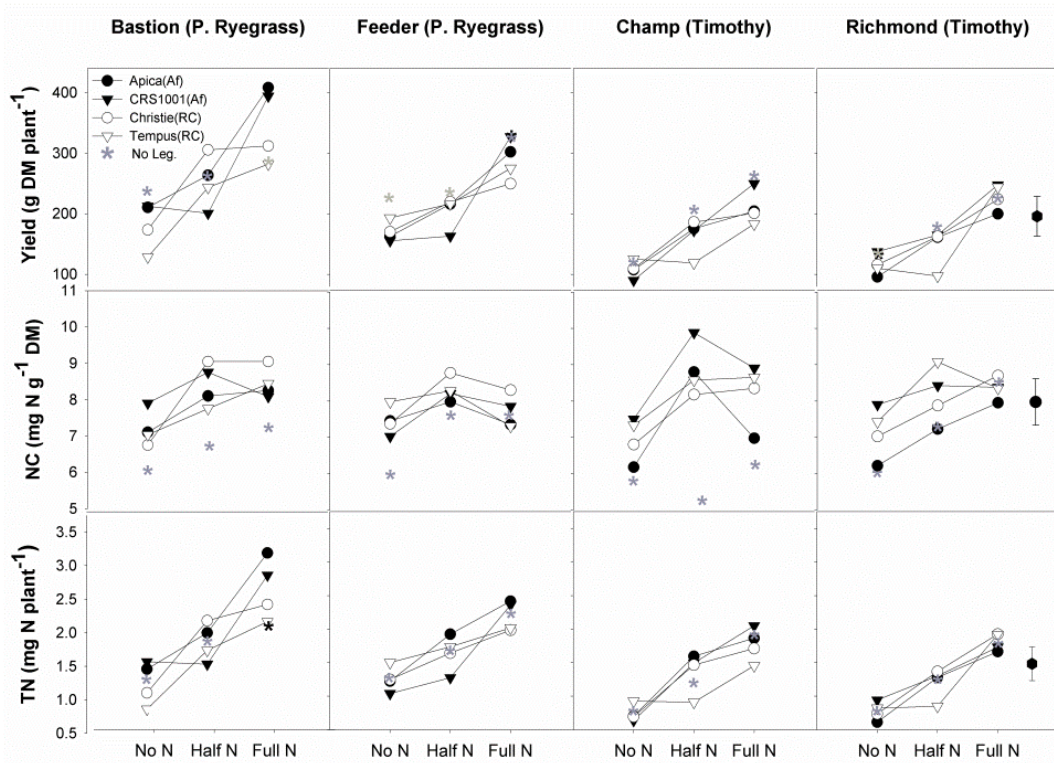 Bastion (P. Ryegrass) Feeder (P. Ryegrass) Champ (Timothy) Richmond (Timothy)
Yield (g DM plant⁻¹)
400
300
200
100
Apica(Af)
CRS1001(Af)
Christie(RC)
Tempus(RC)
No Leg.
NC (mg N g⁻¹ DM)
11
10
9
8
7
6
5
TN (mg N plant⁻¹)
3.5
3.0
2.5
2.0
1.5
1.0
0.5
No N Half N Full N No N Half N Full N No N Half N Full N No N Half N Full N